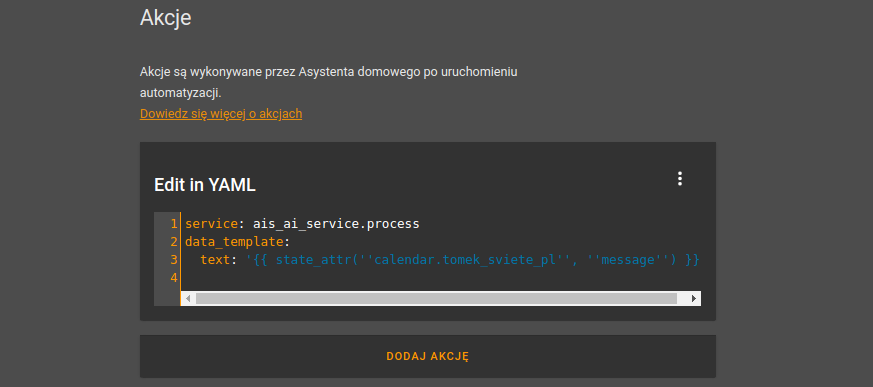 Akcje
Akcje są wykonywane przez Asystenta domowego po uruchomieniu
automatyzacji.
Dowiedz się więcej o akcjach
Edit in YAML
1 service: ais_ai_service.process
2 data_template:
3 text: '{{ state_attr(''calendar.tomek_sviete_pl'', ''message'') }}
4
DODAJ AKCJĘ